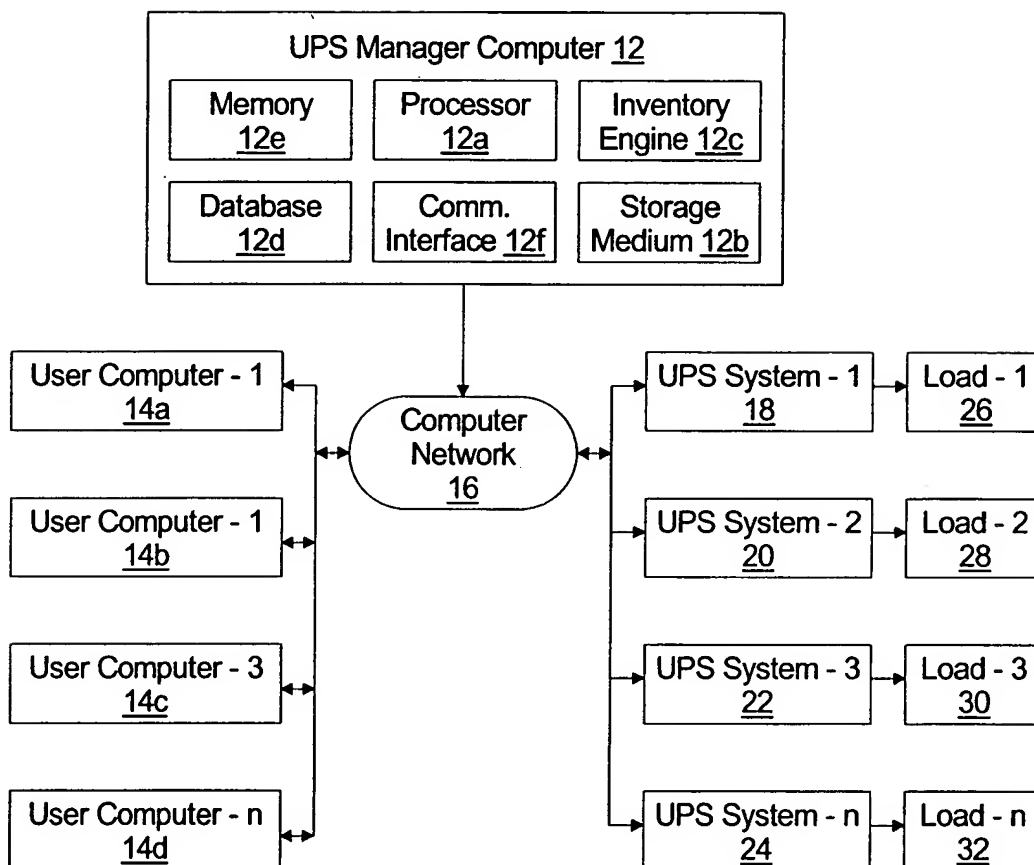 UPS Manager Computer 12
Memory
12e
Processor
12a
Inventory
Engine 12c
Database
12d
Comm.
Interface 12f
Storage
Medium 12b
User Computer - 1
14a
User Computer - 1
14b
User Computer - 3
14c
User Computer - n
14d
Computer
Network
16
UPS System - 1
18
Load - 1
26
UPS System - 2
20
Load - 2
28
UPS System - 3
22
Load - 3
30
UPS System - n
24
Load - n
32